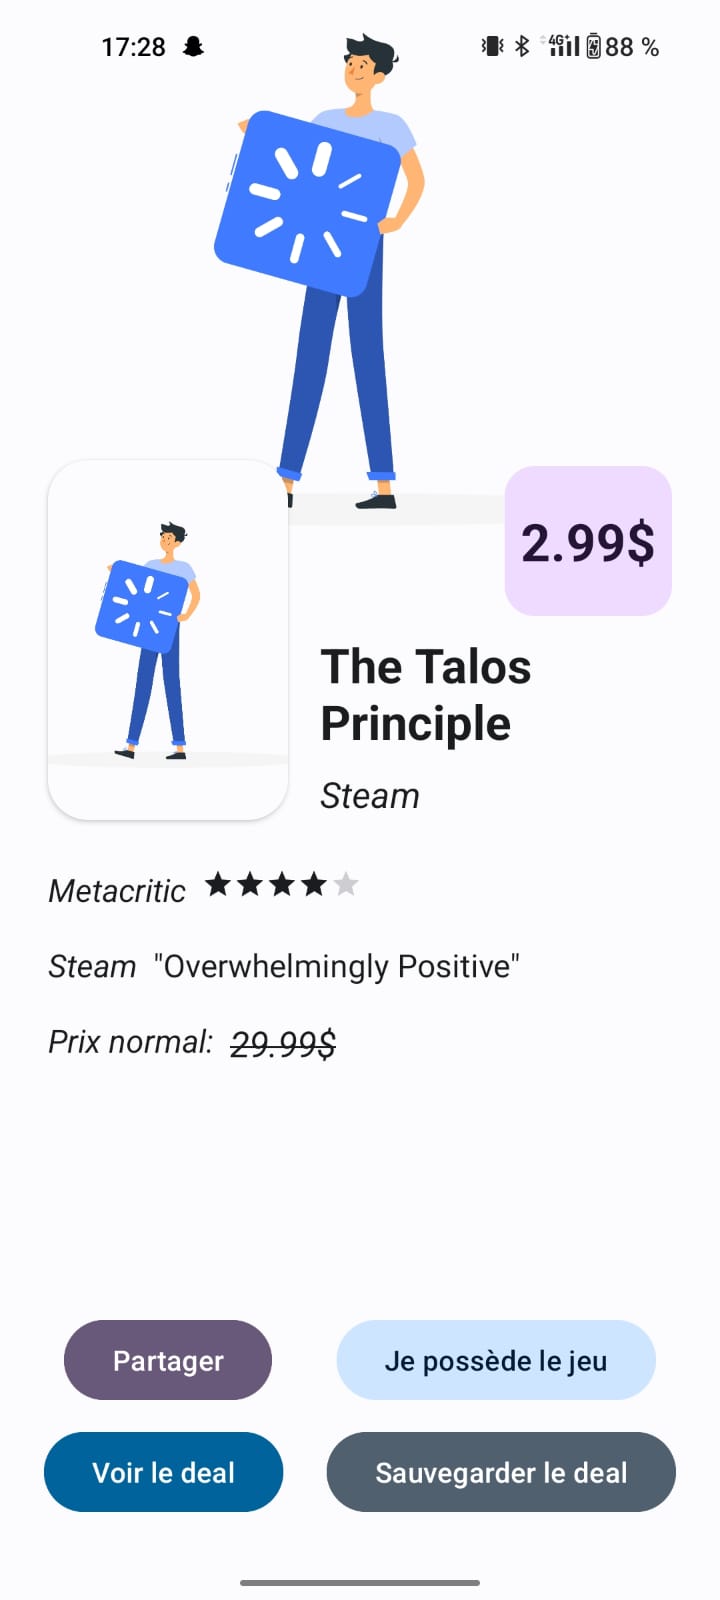 17:28
4G+ 88 %
2.99$
The Talos
Principle
Steam
Metacritic
Steam "Overwhelmingly Positive"
Prix normal: 29.99$
Partager
Je possède le jeu
Voir le deal
Sauvegarder le deal